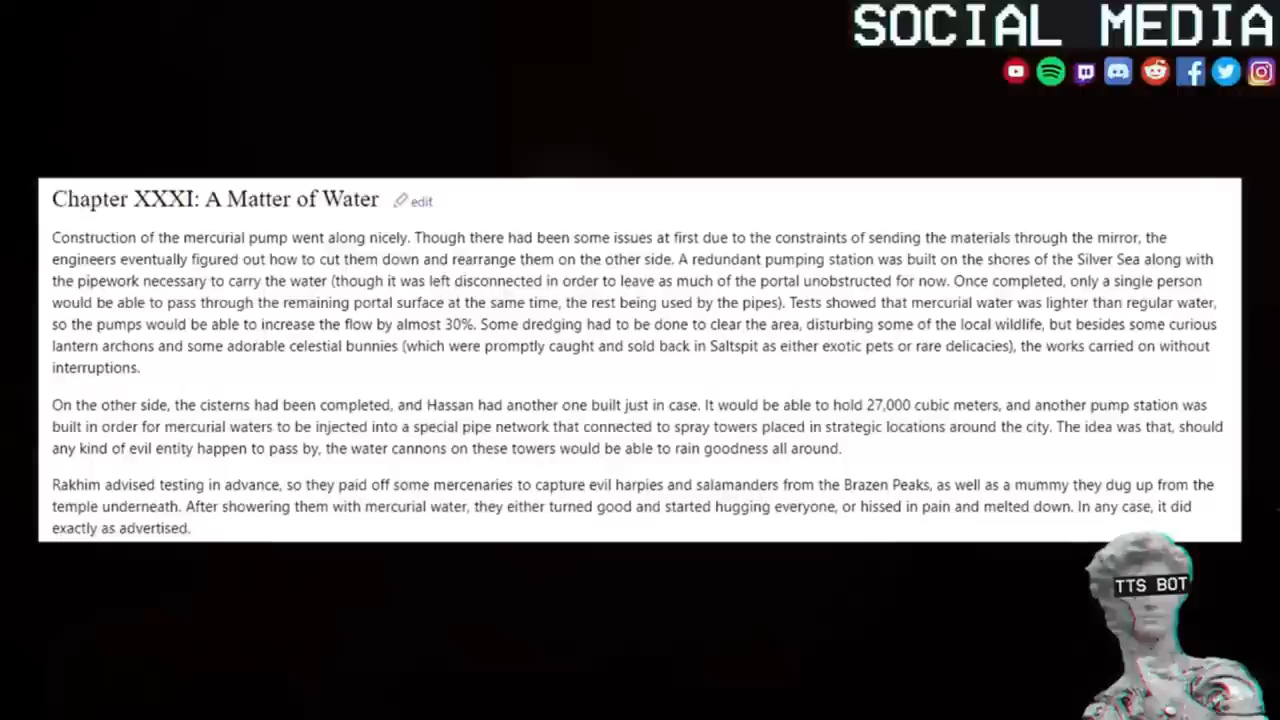 SOCIAL MEDIA
Chapter XXXI: A Matter of Water edit
Construction of the mercurial pump went along nicely. Though there had been some issues at first due to the constraints of sending the materials through the mirror, the
engineers eventually figured out how to cut them down and rearrange them on the other side. A redundant pumping station was built on the shores of the Silver Sea along with
the pipework necessary to carry the water (though it was left disconnected in order to leave as much of the portal unobstructed for now. Once completed, only a single person
would be able to pass through the remaining portal surface at the same time, the rest being used by the pipes). Tests showed that mercurial water was lighter than regular water,
so the pumps would be able to increase the flow by almost 30%. Some dredging had to be done to clear the area, disturbing some of the local wildlife, but besides some curious
lantern archons and some adorable celestial bunnies (which were promptly caught and sold back in Saltspit as either exotic pets or rare delicacies), the works carried on without
interruptions.
On the other side, the cisterns had been completed, and Hassan had another one built just in case. It would be able to hold 27,000 cubic meters, and another pump station was
built in order for mercurial waters to be injected into a special pipe network that connected to spray towers placed in strategic locations around the city. The idea was that, should
any kind of evil entity happen to pass by, the water cannons on these towers would be able to rain goodness all around.
Rakhim advised testing in advance, so they paid off some mercenaries to capture evil harpies and salamanders from the Brazen Peaks, as well as a mummy they dug up from the
temple underneath. After showering them with mercurial water, they either turned good and started hugging everyone, or hissed in pain and melted down. In any case, it did
exactly as advertised.
TTS BOT